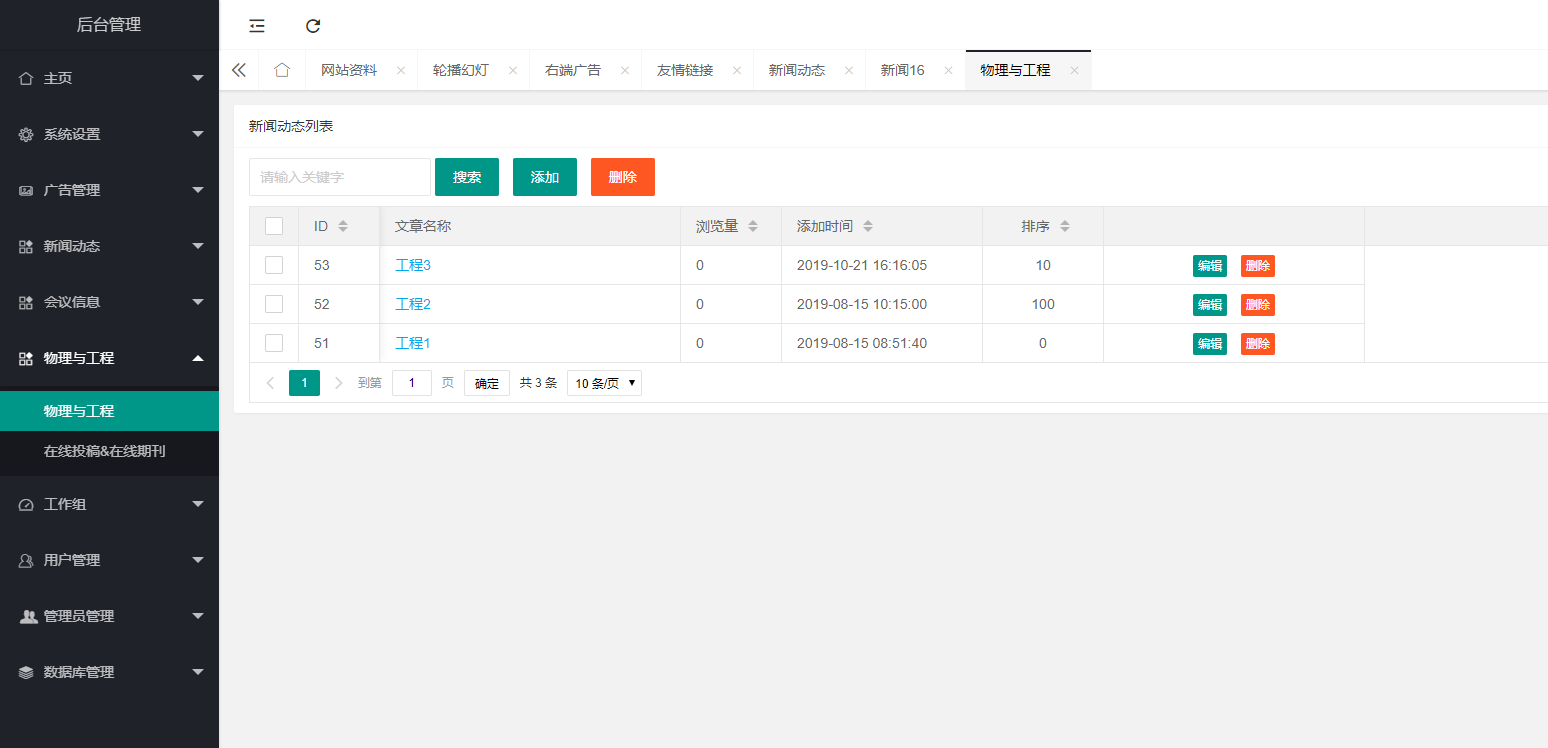 后台管理
主页
系统设置
广告管理
新闻动态
会议信息
物理与工程
物理与工程
在线投稿&在线期刊
工作组
用户管理
管理员管理
数据库管理
网站资料 轮播幻灯 右端广告 友情链接 新闻动态 新闻16 物理与工程
新闻动态列表
请输入关键字 搜索 添加 删除
ID 文章名称 浏览量 添加时间 排序
53 工程3 0 2019-10-21 16:16:05 10 编辑 删除
52 工程2 0 2019-08-15 10:15:00 100 编辑 删除
51 工程1 0 2019-08-15 08:51:40 0 编辑 删除
1 到第 1 页 确定 共 3 条 10 条/页